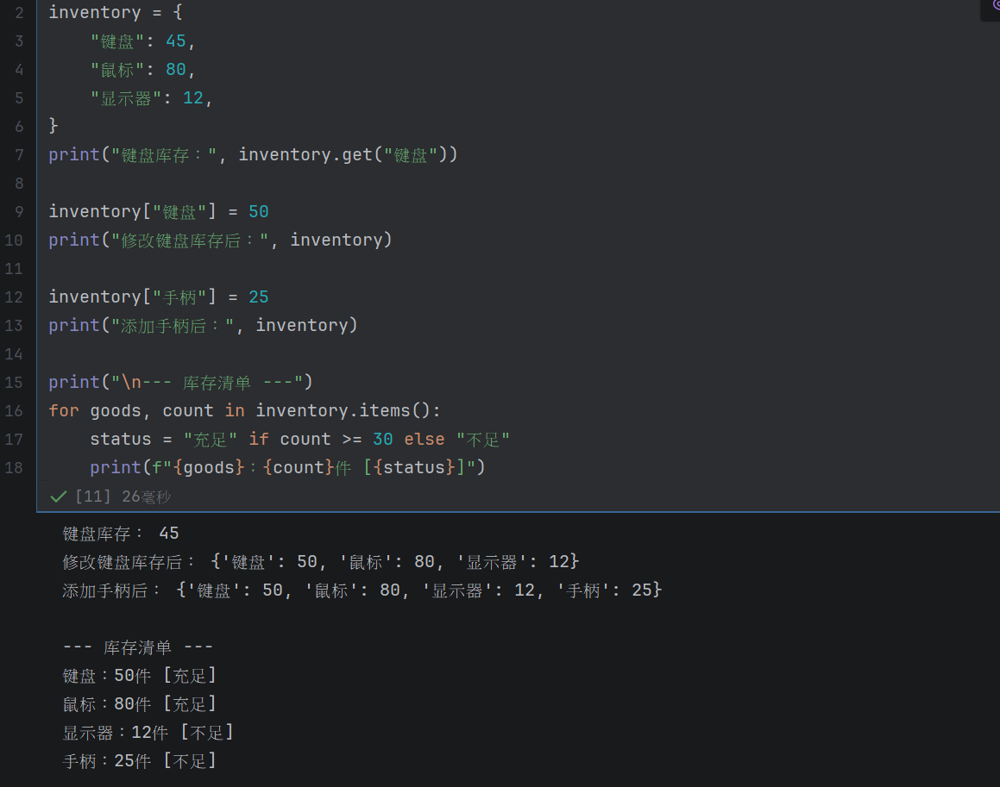 2 inventory = {
3     "键盘": 45,
4     "鼠标": 80,
5     "显示器": 12,
6 }
7 print("键盘库存：", inventory.get("键盘"))
8
9 inventory["键盘"] = 50
10 print("修改键盘库存后：", inventory)
11
12 inventory["手柄"] = 25
13 print("添加手柄后：", inventory)
14
15 print("\n--- 库存清单 ---")
16 for goods, count in inventory.items():
17     status = "充足" if count >= 30 else "不足"
18     print(f"{goods}：{count}件 [{status}]")
[11] 26毫秒
键盘库存： 45
修改键盘库存后： {'键盘': 50, '鼠标': 80, '显示器': 12}
添加手柄后： {'键盘': 50, '鼠标': 80, '显示器': 12, '手柄': 25}
--- 库存清单 ---
键盘：50件 [充足]
鼠标：80件 [充足]
显示器：12件 [不足]
手柄：25件 [不足]